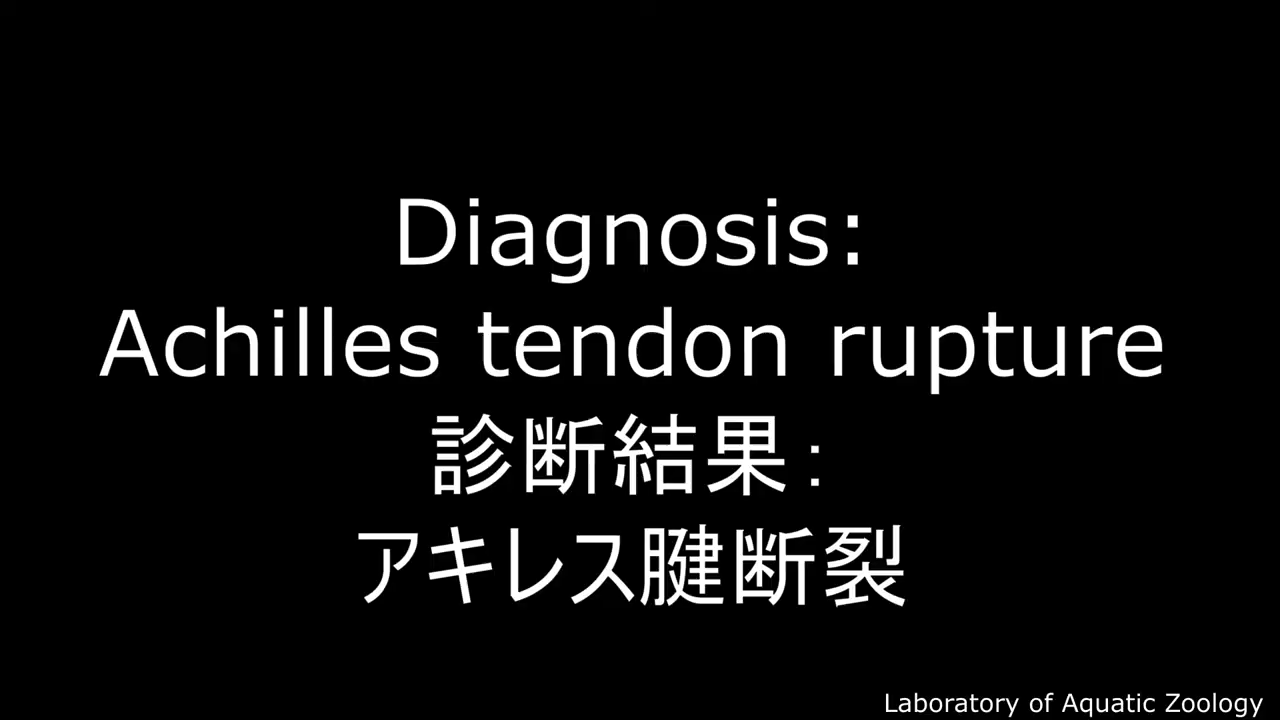 Diagnosis:
Achilles tendon rupture
診断結果：
アキレス腱断裂
Laboratory of Aquatic Zoology